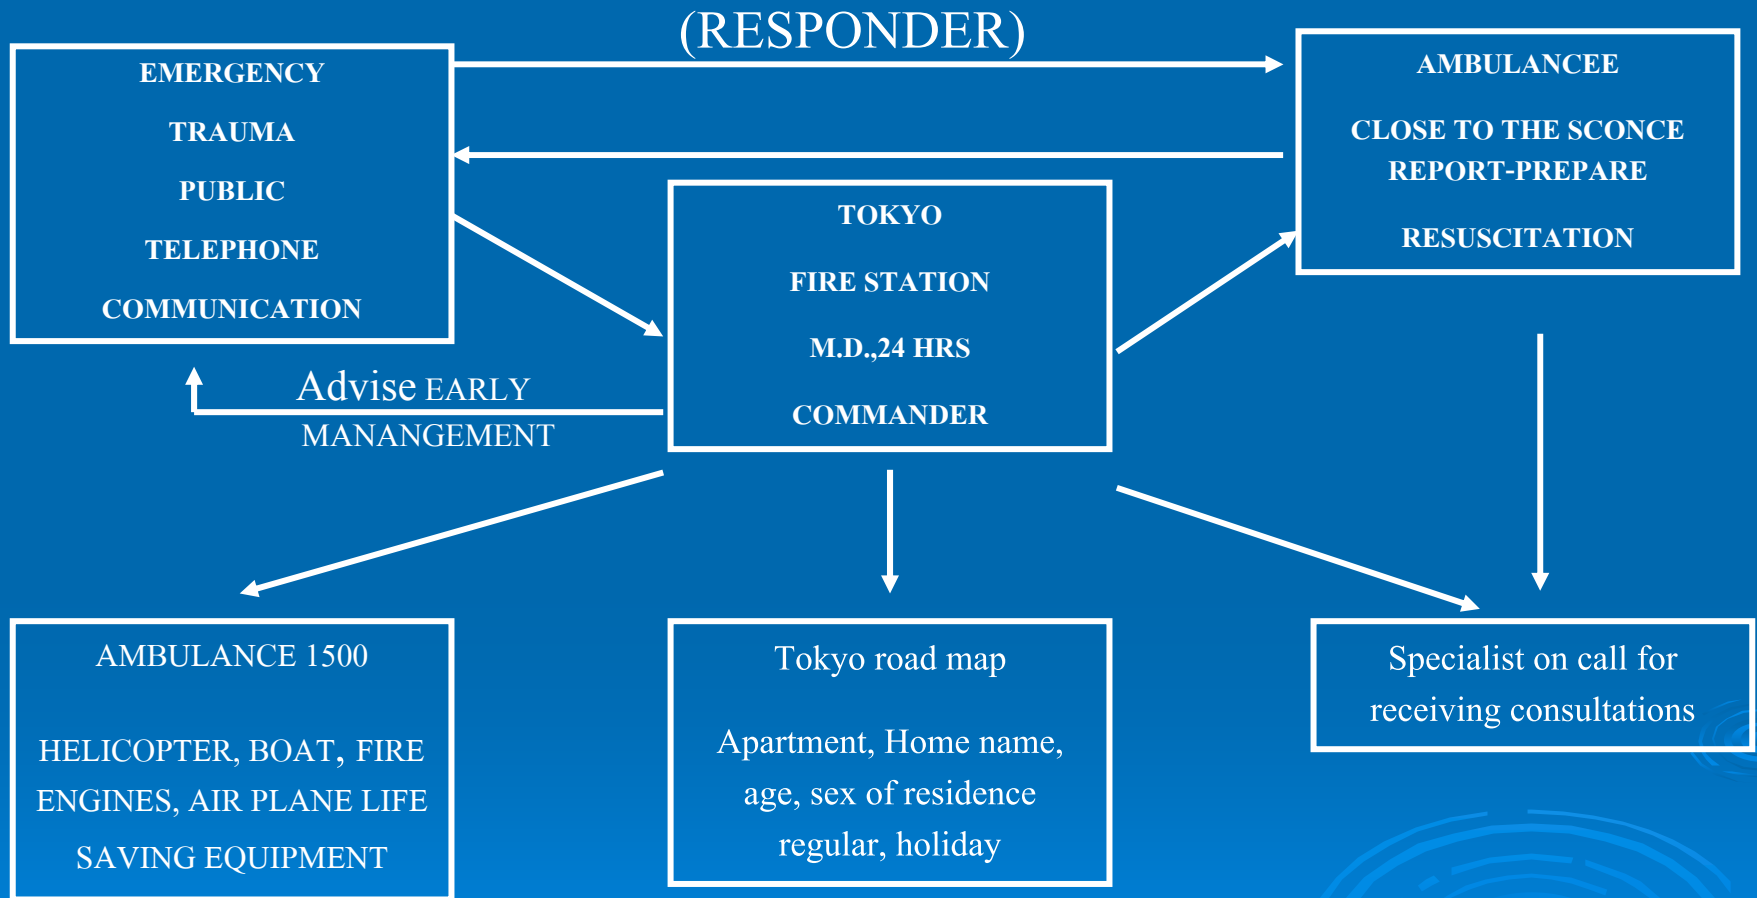 (RESPONDER)
EMERGENCY
TRAUMA
PUBLIC
TELEPHONE
COMMUNICATION
AMBULANCEE
CLOSE TO THE SCONCE
REPORT-PREPARE
RESUSCITATION
TOKYO
FIRE STATION
M.D.,24 HRS
COMMANDER
Advise EARLY
MANANGEMENT
AMBULANCE 1500
HELICOPTER, BOAT, FIRE
ENGINES, AIR PLANE LIFE
SAVING EQUIPMENT
Tokyo road map
Apartment, Home name,
age, sex of residence
regular, holiday
Specialist on call for
receiving consultations